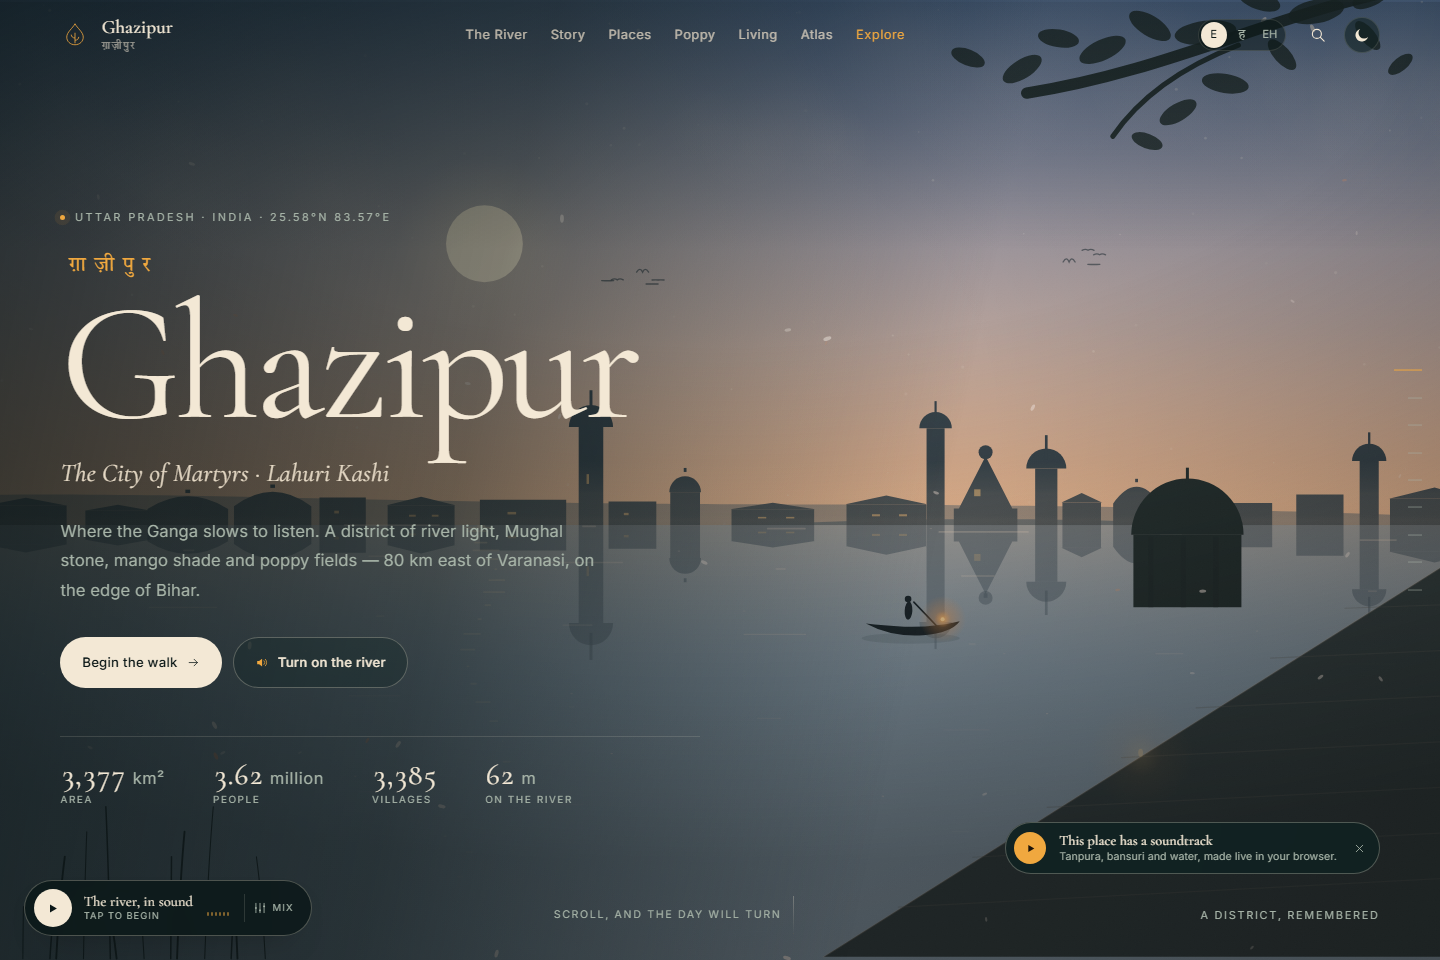 Ghazipur
ग़ाज़ीपुर
The River Story Places Poppy Living Atlas Explore
E ह EH
UTTAR PRADESH · INDIA · 25.58°N 83.57°E
ग़ाज़ीपुर
Ghazipur
The City of Martyrs · Lahuri Kashi
Where the Ganga slows to listen. A district of river light, Mughal
stone, mango shade and poppy fields — 80 km east of Varanasi, on
the edge of Bihar.
Begin the walk →
Turn on the river
3,377 km² 3.62 million 3,385 62 m
AREA PEOPLE VILLAGES ON THE RIVER
This place has a soundtrack
Tanpura, bansuri and water, made live in your browser.
The river, in sound
TAP TO BEGIN
MIX
SCROLL, AND THE DAY WILL TURN
A DISTRICT, REMEMBERED